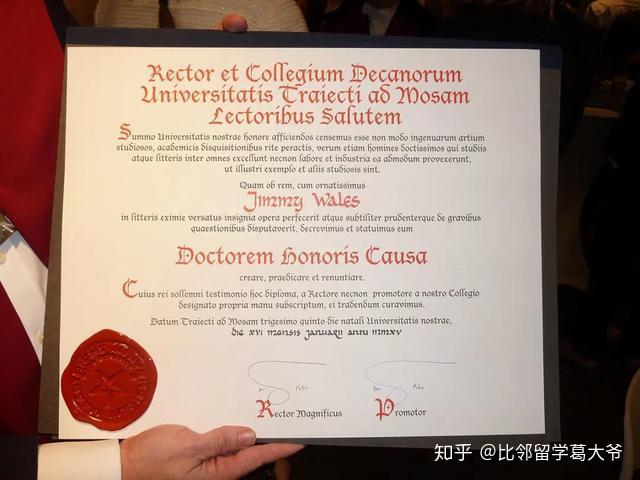 Rector et Collegium Decanorum
Universitatis Traiecti ad Mosam
Lectoribus Salutem
Summo Universitatis nostrae honore afficiendos censemus esse non modo ingenuarum artium
studiosos, academicis disquisitionibus rite peractis, verum etiam homines doctissimos qui studiis
atque litteris inter omnes excellunt necnon labore et industria ea admodum provexerunt,
ut illustri exemplo et aliis studiosis sint.
Quam ob rem, cum ornatissimus
Jimmy Wales
in litteris eximie versatus insignia opera perfecerit atque subtiliter prudenterque de gravibus
quaestionibus disputaverit, decrevimus et statuimus eum
Doctorem Honoris Causa
creare, praedicare et renuntiare.
Cuius rei sollemni testimonio hoc diploma, a Rectore necnon promotore a nostro Collegio
designato propria manu subscriptum, ei tradendum curavimus.
Datum Traiecti ad Mosam trigesimo quinto die natali Universitatis nostrae,
die XVI mensis januarii anni MMXV
Rector Magnificus
Promotor
知乎 @比邻留学葛大爷